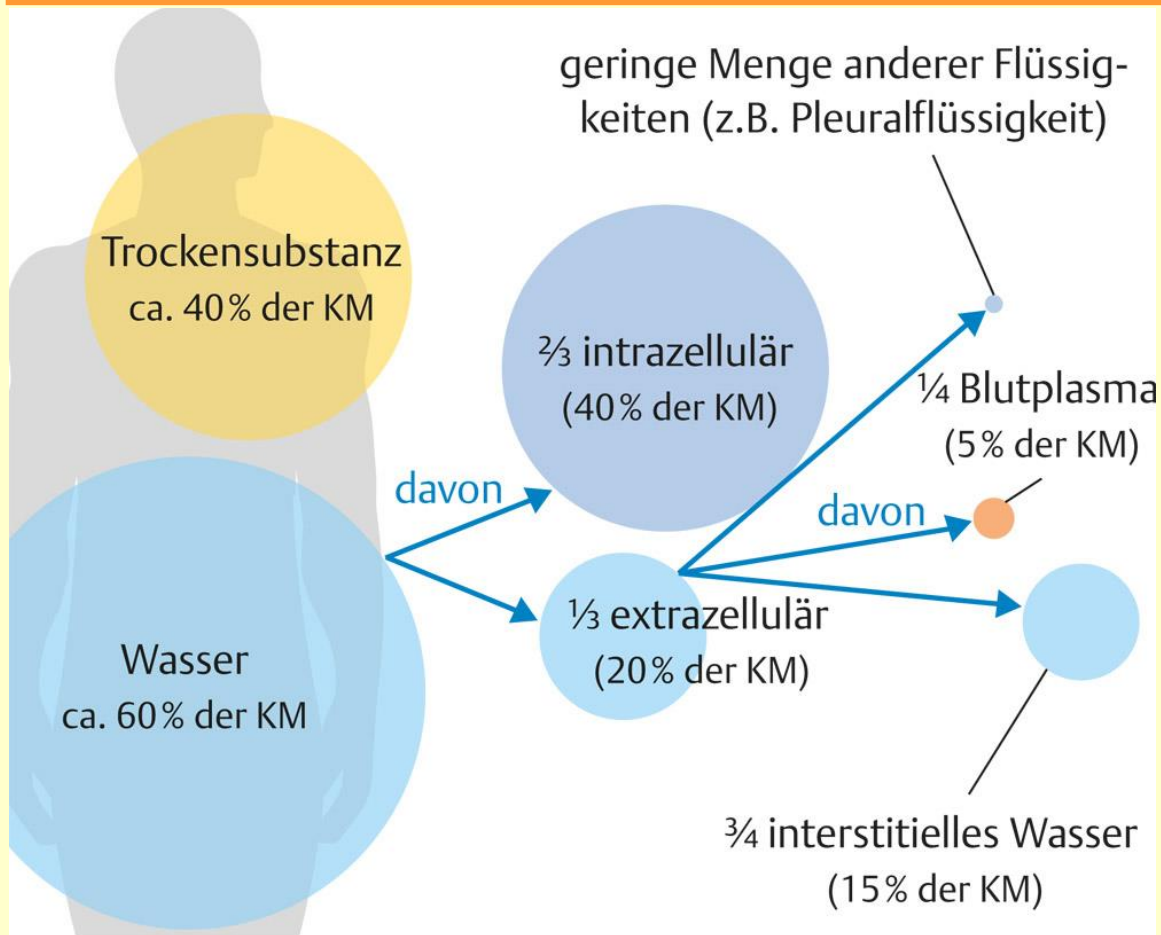 geringe Menge anderer Flüssig-
keiten (z.B. Pleuralflüssigkeit)
Trockensubstanz
ca. 40% der KM
⅔ intrazellulär
(40% der KM)
¼ Blutplasma
(5% der KM)
davon
davon
⅓ extrazellulär
(20% der KM)
Wasser
ca. 60% der KM
¾ interstitielles Wasser
(15% der KM)